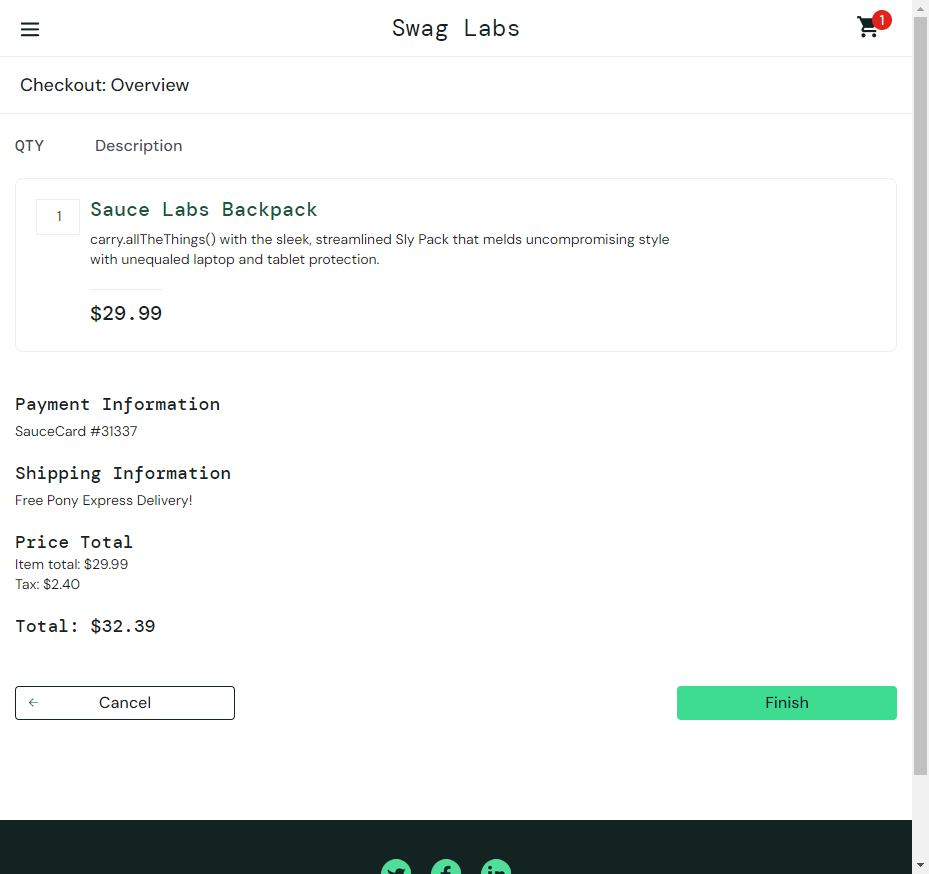 Swag Labs
1
Checkout: Overview
QTY Description
1
Sauce Labs Backpack
carry.allTheThings() with the sleek, streamlined Sly Pack that melds uncompromising style
with unequaled laptop and tablet protection.
$29.99
Payment Information
SauceCard #31337
Shipping Information
Free Pony Express Delivery!
Price Total
Item total: $29.99
Tax: $2.40
Total: $32.39
Cancel
Finish